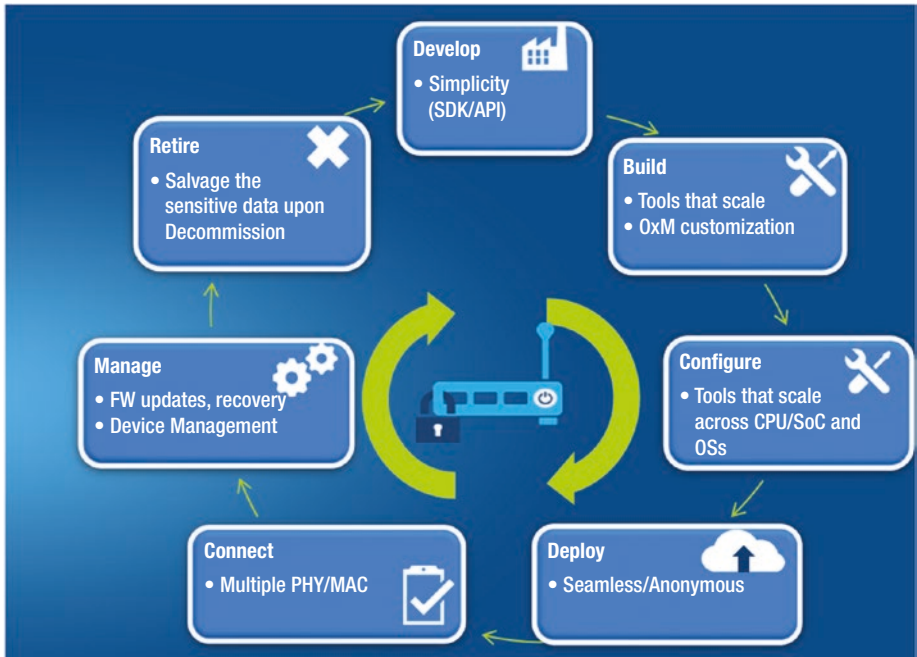 Develop
• Simplicity
(SDK/API)
Build
• Tools that scale
• OxM customization
Configure
• Tools that scale
across CPU/SoC and
OSs
Deploy
• Seamless/Anonymous
Connect
• Multiple PHY/MAC
Manage
• FW updates, recovery
• Device Management
Retire
• Salvage the
sensitive data upon
Decommission